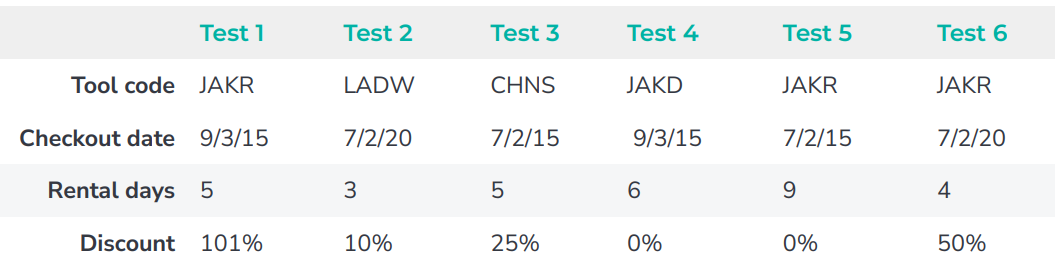 Test 1 Test 2 Test 3 Test 4 Test 5 Test 6
Tool code JAKR LADW CHNS JAKD JAKR JAKR
Checkout date 9/3/15 7/2/20 7/2/15 9/3/15 7/2/15 7/2/20
Rental days 5 3 5 6 9 4
Discount 101% 10% 25% 0% 0% 50%